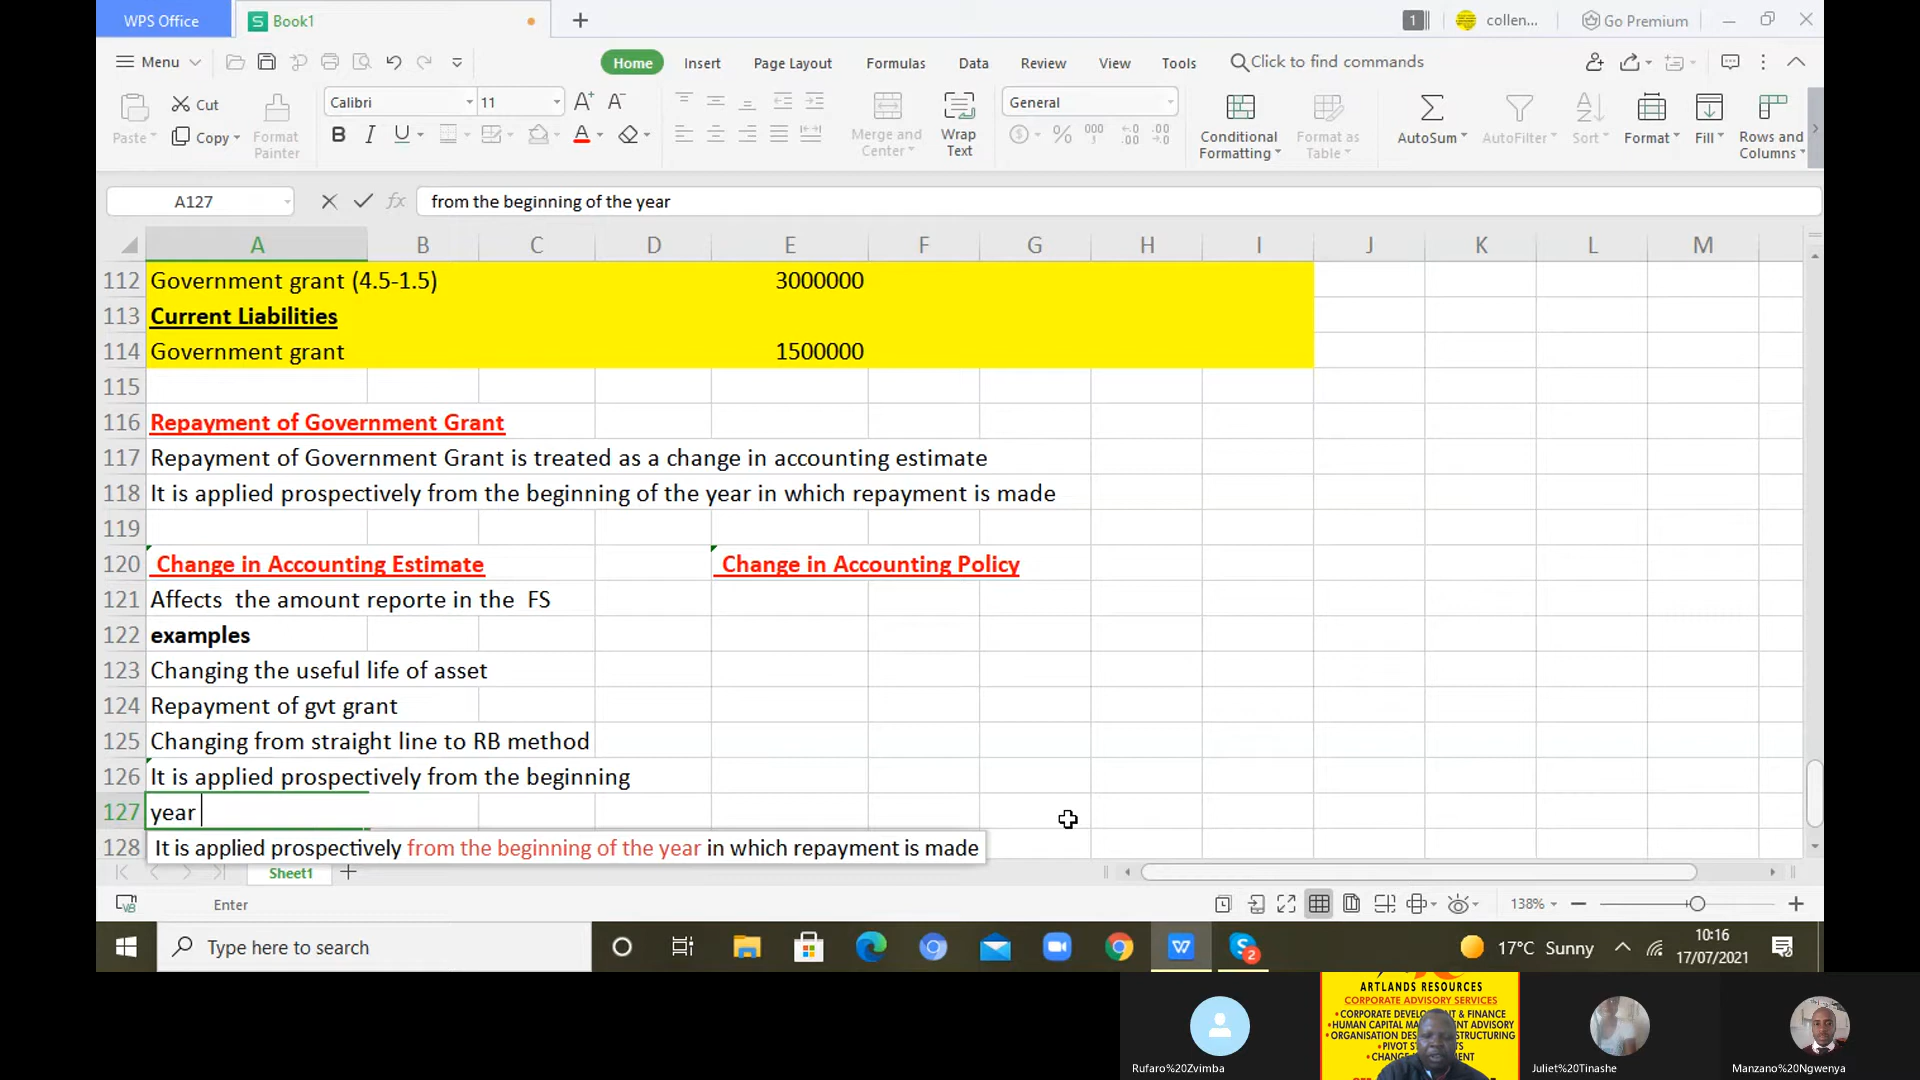 WPS Office
S Book1
1
collen...
Go Premium
Menu
Home
Insert
Page Layout
Formulas
Data
Review
View
Tools
Click to find commands
Paste
Cut
Copy
Format Painter
Calibri
11
A+ A-
B I U A
Merge and Center
Wrap Text
General
Conditional Formatting
Format as Table
AutoSum
AutoFilter
Sort
Format
Fill
Rows and Columns
A127
fx
from the beginning of the year
A B C D E F G H I J K L M
112 Government grant (4.5-1.5) 3000000
113 Current Liabilities
114 Government grant 1500000
115
116 Repayment of Government Grant
117 Repayment of Government Grant is treated as a change in accounting estimate
118 It is applied prospectively from the beginning of the year in which repayment is made
119
120 Change in Accounting Estimate Change in Accounting Policy
121 Affects the amount reporte in the FS
122 examples
123 Changing the useful life of asset
124 Repayment of gvt grant
125 Changing from straight line to RB method
126 It is applied prospectively from the beginning
127 year
128 It is applied prospectively from the beginning of the year in which repayment is made
Sheet1
Enter
138%
Type here to search
2
17°C Sunny
10:16
17/07/2021
ARTLANDS RESOURCES
CORPORATE ADVISORY SERVICES
Rufaro%20Zvimba
Juliet%20Tinashe
Manzano%20Ngwenya